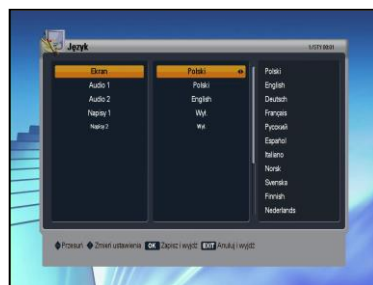 Język
Ekran
Audio 1
Audio 2
Napisy 1
Napisy 2
Polski
Polski
English
Wył.
Wył.
Polski
English
Deutsch
Français
Русский
Español
Italiano
Norsk
Svenska
Finnish
Nederlands
Przesuń Zmień ustawienia OK Zapisz i wyjdź EXIT Anuluj i wyjdź